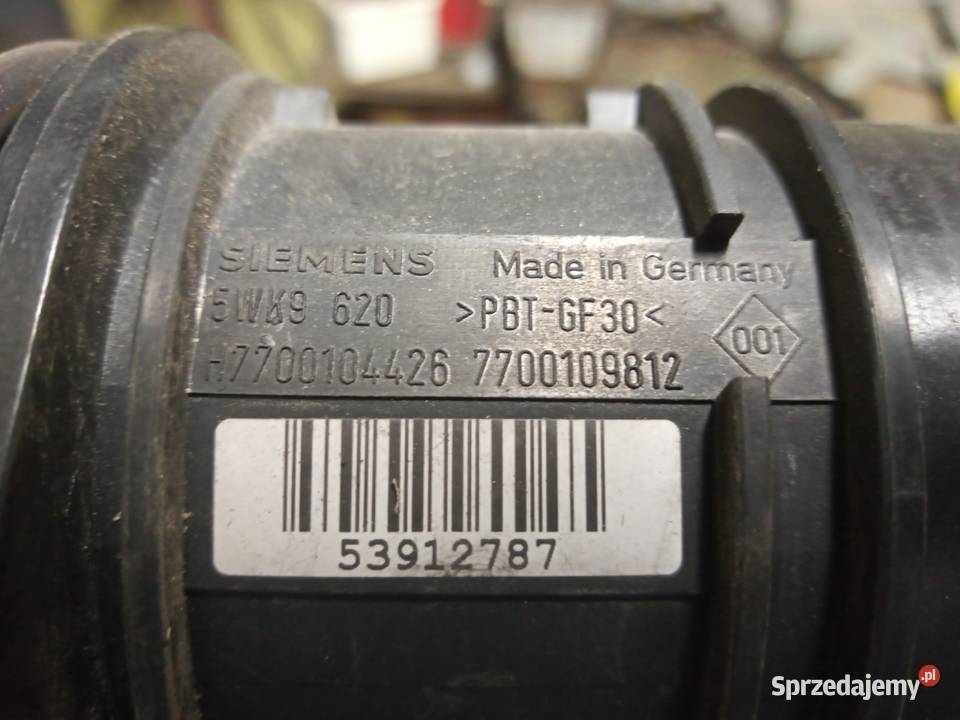 SIEMENS Made in Germany
5WK9 620 >PBT-GF30< 001
H7700104426 7700109812
53912787
Sprzedajemy.pl